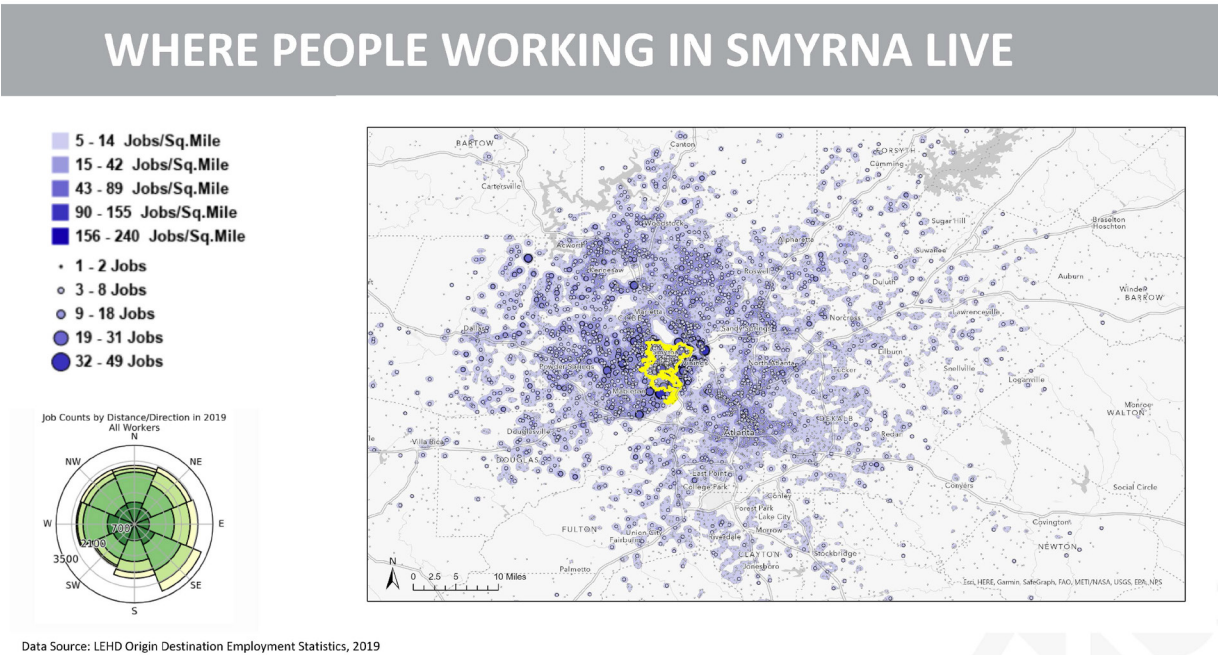 WHERE PEOPLE WORKING IN SMYRNA LIVE
5 - 14 Jobs/Sq.Mile
15 - 42 Jobs/Sq.Mile
43 - 89 Jobs/Sq.Mile
90 - 155 Jobs/Sq.Mile
156 - 240 Jobs/Sq.Mile
1 - 2 Jobs
3 - 8 Jobs
9 - 18 Jobs
19 - 31 Jobs
32 - 49 Jobs
Job Counts by Distance/Direction in 2019
All Workers
N
NW
NE
W
E
700
2100
3500
SW
SE
S
BARTOW
Canton
FORSYTH
Cumming
Cartersville
Woodstock
Sugar Hill
Braselton
Hoschton
Acworth
Alpharetta
Suwanee
Kennesaw
Roswell
Duluth
Auburn
Winder
BARROW
Marietta
Norcross
Lawrenceville
Dallas
Sandy Springs
Lilburn
Powder Springs
North Atlanta
Tucker
Snellville
Loganville
Monroe
WALTON
DEKALB
Atlanta
Douglasville
Villa Rica
DOUGLAS
East Point
College Park
Conley
Conyers
Social Circle
Forest Park
Lake City
FULTON
Union City
Fairburn
Morrow
Riverdale
Covington
NEWTON
CLAYTON
Stockbridge
Jonesboro
Palmetto
N
0 2.5 5 10 Miles
Esri, HERE, Garmin, SafeGraph, FAO, METI/NASA, USGS, EPA, NPS
Data Source: LEHD Origin Destination Employment Statistics, 2019